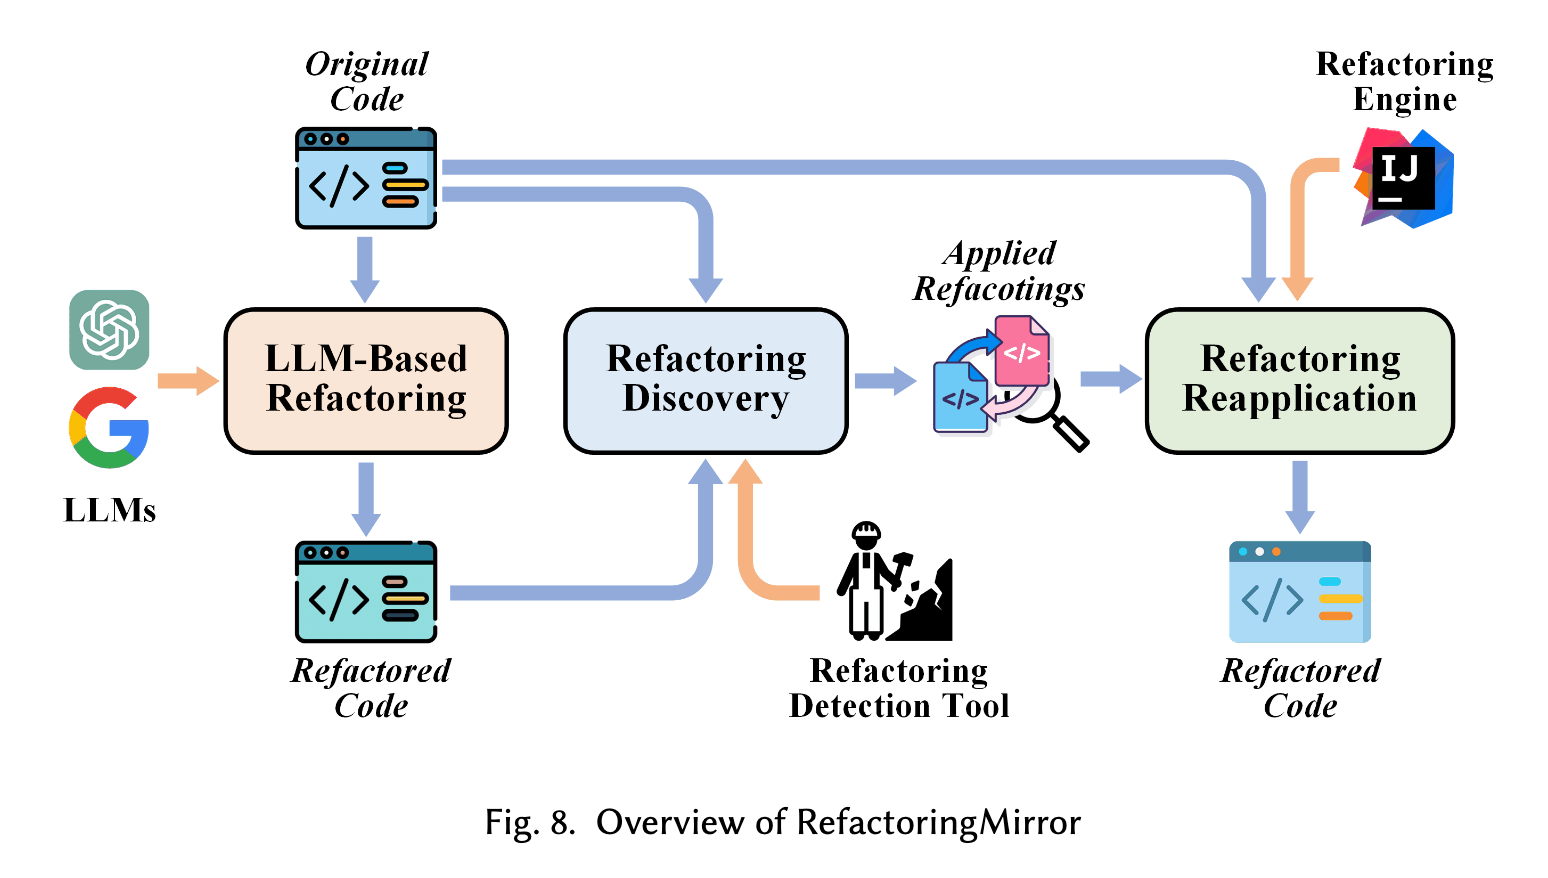 Original
Code
Refactoring
Engine
IJ
</>
Applied
Refacotings
LLM-Based
Refactoring
Refactoring
Discovery
</>
</>
Refactoring
Reapplication
LLMs
</>
</>
Refactored
Code
Refactoring
Detection Tool
Refactored
Code
Fig. 8. Overview of RefactoringMirror